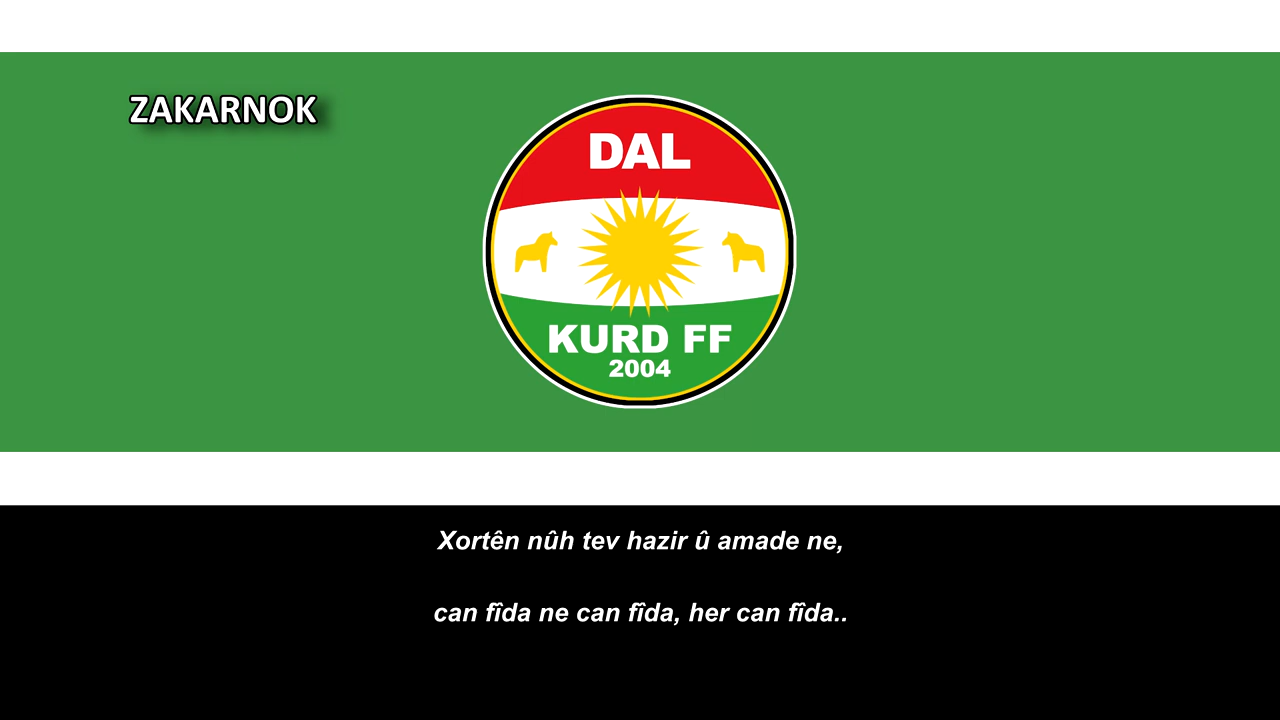 ZAKARNOK
DAL
KURD FF
2004
Xortên nûh tev hazir û amade ne,
can fîda ne can fîda, her can fîda..